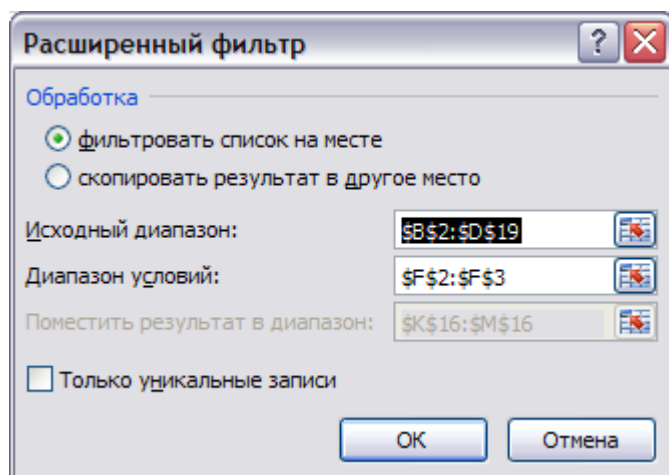 Расширенный фильтр ?
Обработка
фильтровать список на месте
скопировать результат в другое место
Исходный диапазон: $B$2:$D$19
Диапазон условий: $F$2:$F$3
Поместить результат в диапазон: $K$16:$M$16
Только уникальные записи
ОК Отмена